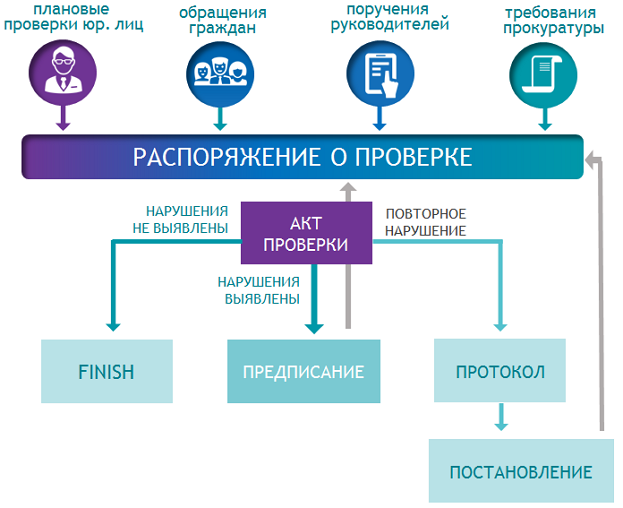 плановые
проверки юр. лиц
обращения
граждан
поручения
руководителей
требования
прокуратуры
РАСПОРЯЖЕНИЕ О ПРОВЕРКЕ
НАРУШЕНИЯ
НЕ ВЫЯВЛЕНЫ
АКТ
ПРОВЕРКИ
ПОВТОРНОЕ
НАРУШЕНИЕ
НАРУШЕНИЯ
ВЫЯВЛЕНЫ
FINISH
ПРЕДПИСАНИЕ
ПРОТОКОЛ
ПОСТАНОВЛЕНИЕ